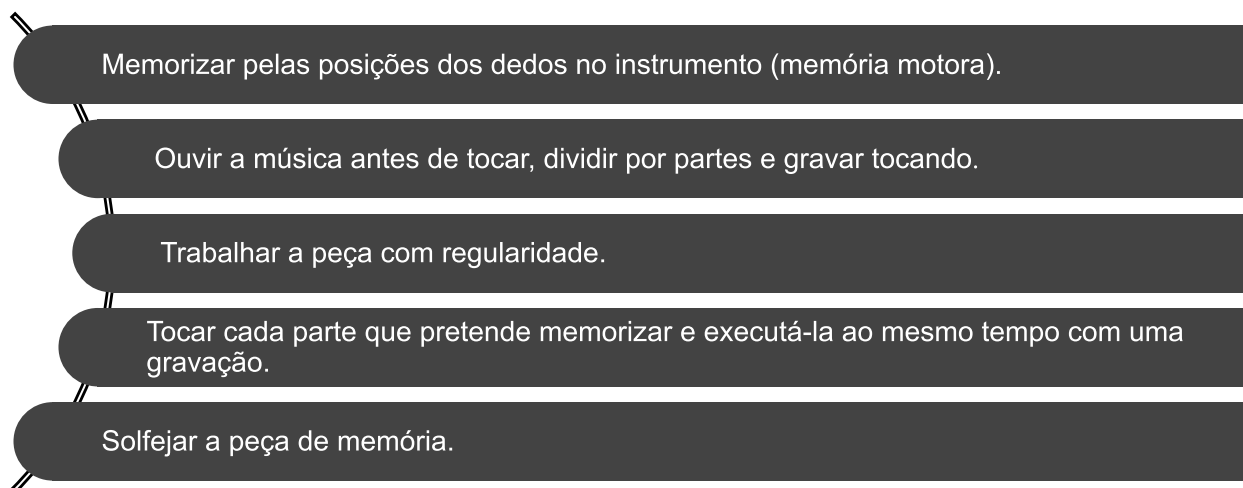 Memorizar pelas posições dos dedos no instrumento (memória motora).
Ouvir a música antes de tocar, dividir por partes e gravar tocando.
Trabalhar a peça com regularidade.
Tocar cada parte que pretende memorizar e executá-la ao mesmo tempo com uma
gravação.
Solfejar a peça de memória.